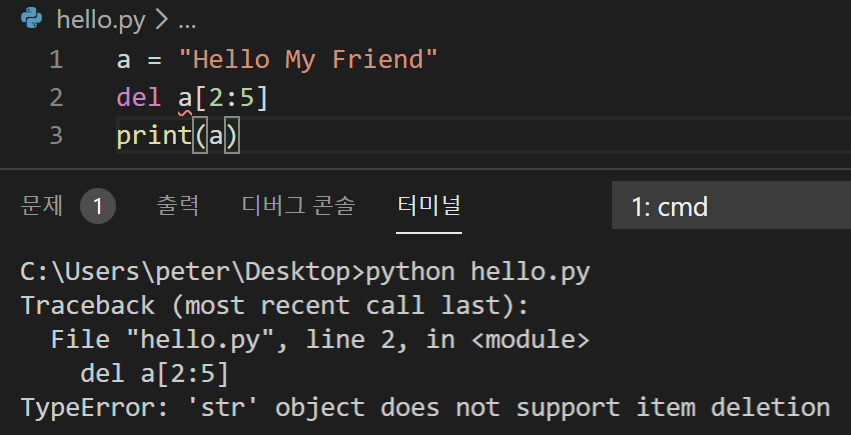 hello.py > ...
1 a = "Hello My Friend"
2 del a[2:5]
3 print(a)
문제 1 출력 디버그 콘솔 터미널 1: cmd
C:\Users\peter\Desktop>python hello.py
Traceback (most recent call last):
  File "hello.py", line 2, in <module>
    del a[2:5]
TypeError: 'str' object does not support item deletion